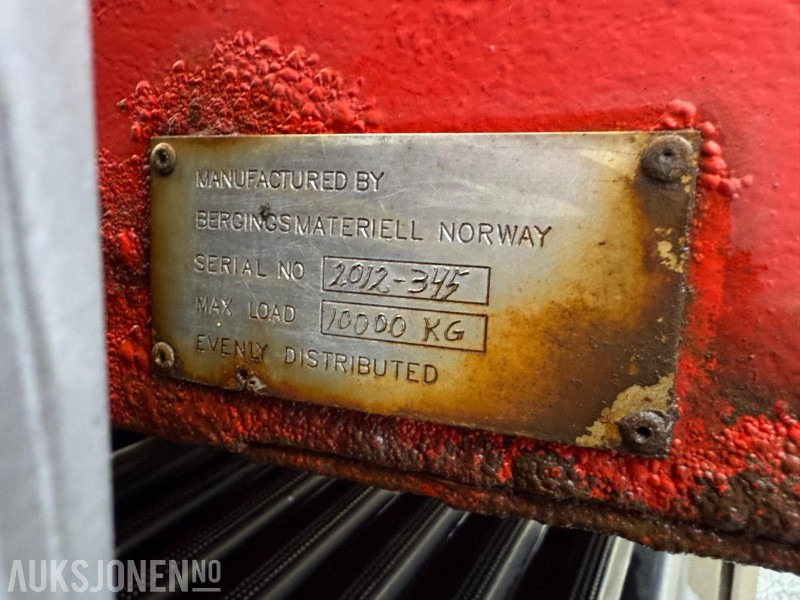 MANUFACTURED BY
BERGINGSMATERIELL NORWAY
SERIAL NO 2012-345
MAX LOAD 10000 KG
EVENLY DISTRIBUTED
AUKSJONEN.NO